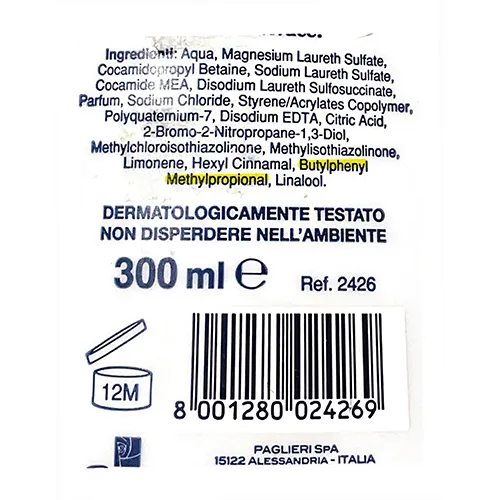 Ingredienti: Aqua, Magnesium Laureth Sulfate,
Cocamidopropyl Betaine, Sodium Laureth Sulfate,
Cocamide MEA, Disodium Laureth Sulfosuccinate,
Parfum, Sodium Chloride, Styrene/Acrylates Copolymer,
Polyquaternium-7, Disodium EDTA, Citric Acid,
2-Bromo-2-Nitropropane-1,3-Diol,
Methylchloroisothiazolinone, Methylisothiazolinone,
Limonene, Hexyl Cinnamal, Butylphenyl
Methylpropional, Linalool.
DERMATOLOGICAMENTE TESTATO
NON DISPERDERE NELL'AMBIENTE
300 ml ℮
Ref. 2426
12M
8 001280 024269
PAGLIERI SPA
15122 ALESSANDRIA - ITALIA